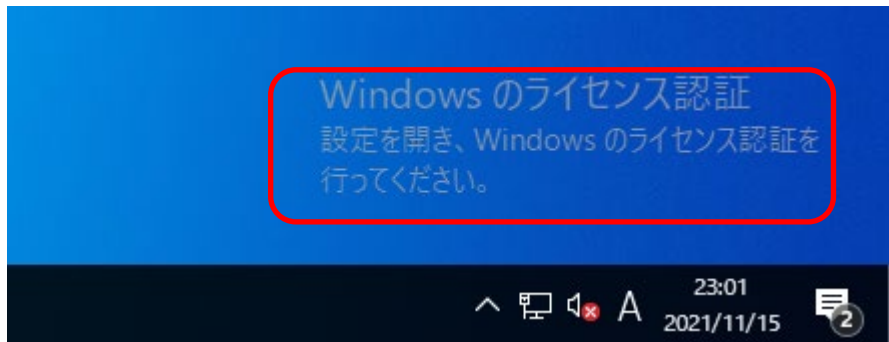 Windows のライセンス認証
設定を開き、Windows のライセンス認証を
行ってください。
A
23:01
2021/11/15
2